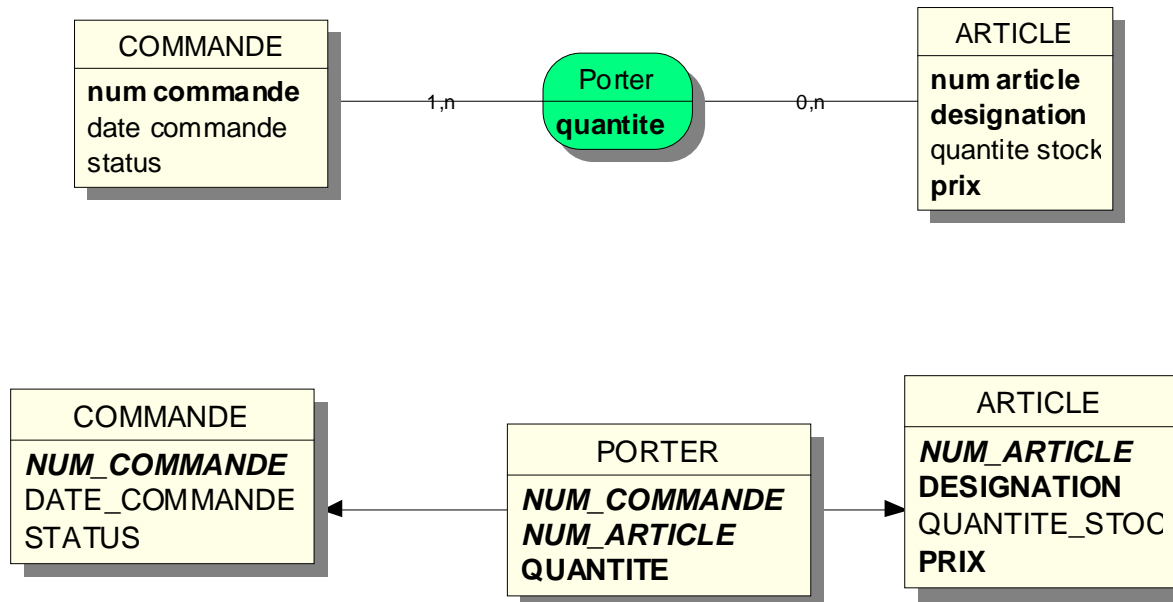 COMMANDE
num commande
date commande
status
1,n
Porter
quantite
0,n
ARTICLE
num article
designation
quantite stock
prix
COMMANDE
NUM_COMMANDE
DATE_COMMANDE
STATUS
PORTER
NUM_COMMANDE
NUM_ARTICLE
QUANTITE
ARTICLE
NUM_ARTICLE
DESIGNATION
QUANTITE_STOC
PRIX